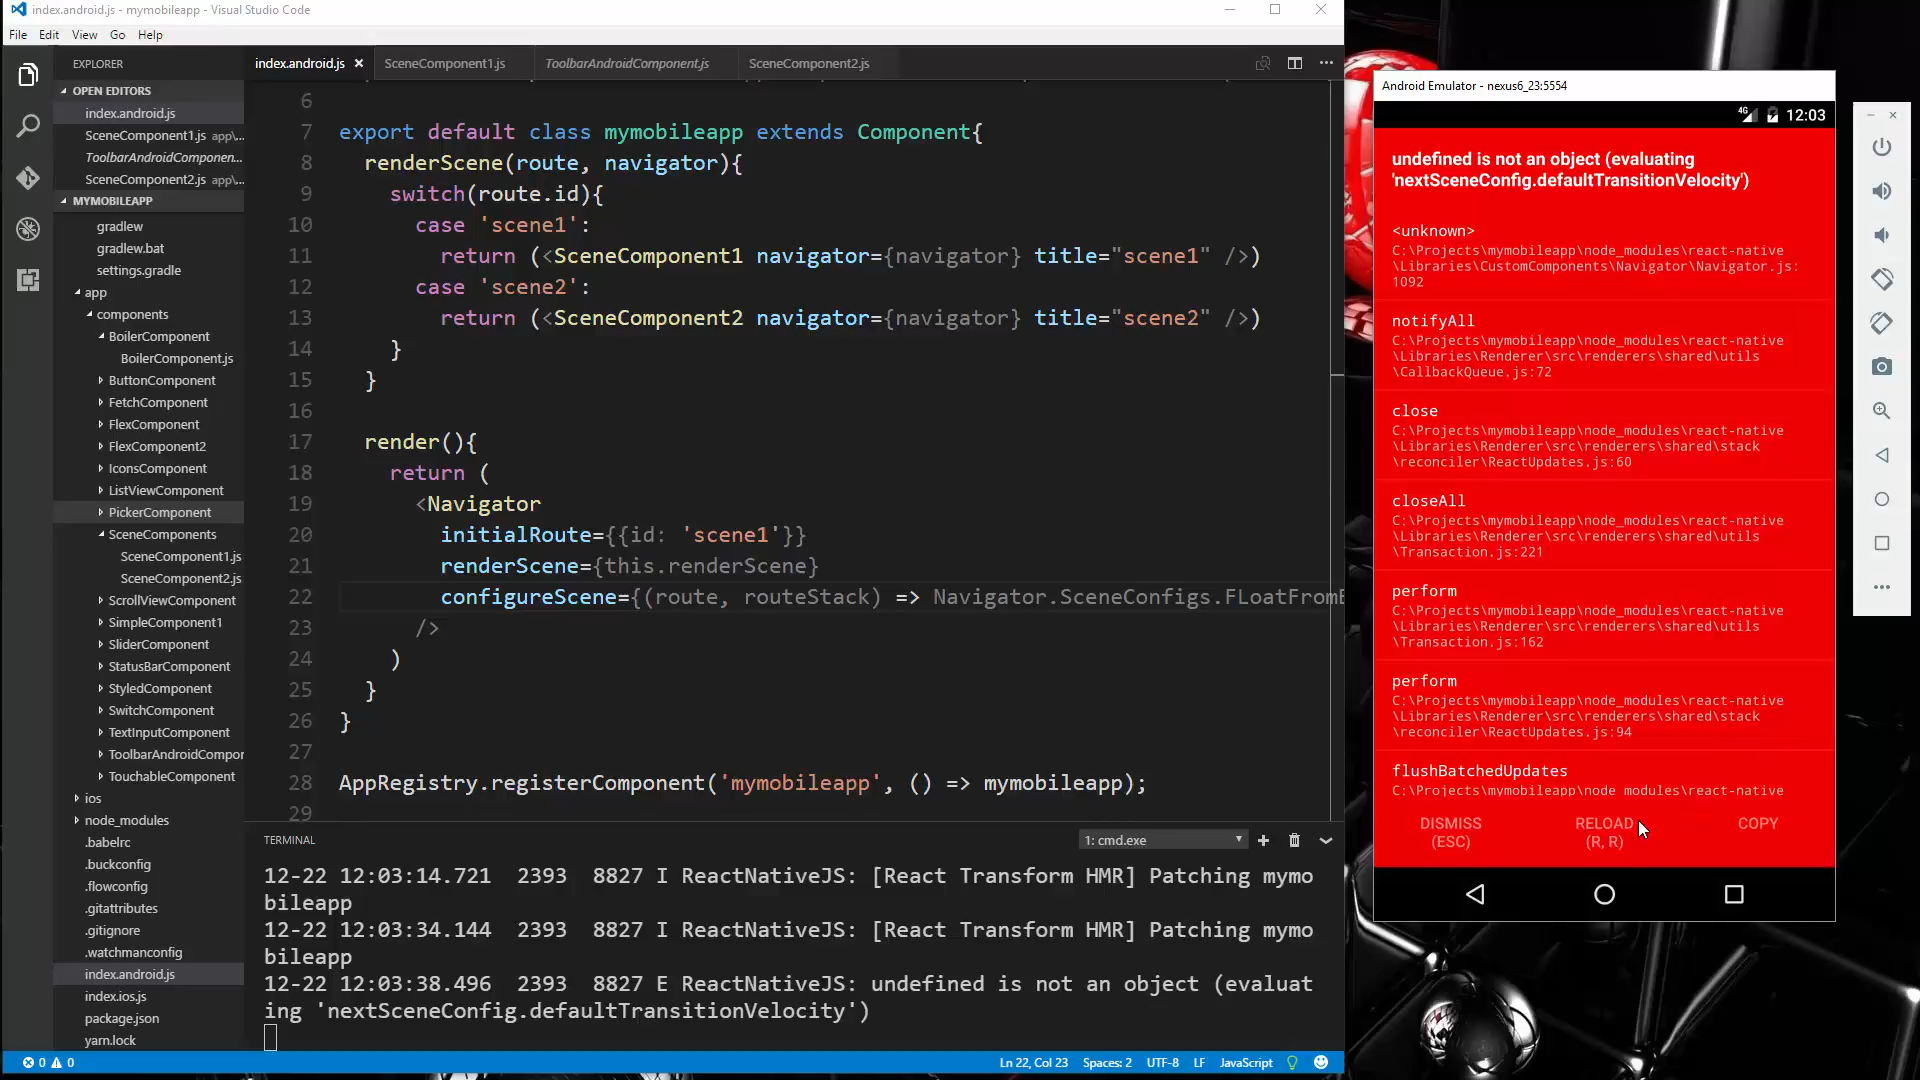 index.android.js - mymobileapp - Visual Studio Code
File Edit View Go Help
EXPLORER
OPEN EDITORS
index.android.js
SceneComponent1.js app\...
ToolbarAndroidComponen...
SceneComponent2.js app\...
MYMOBILEAPP
gradlew
gradlew.bat
settings.gradle
app
components
BoilerComponent
BoilerComponent.js
ButtonComponent
FetchComponent
FlexComponent
FlexComponent2
IconsComponent
ListViewComponent
PickerComponent
SceneComponents
SceneComponent1.js
SceneComponent2.js
ScrollViewComponent
SimpleComponent1
SliderComponent
StatusBarComponent
StyledComponent
SwitchComponent
TextInputComponent
ToolbarAndroidCompor
TouchableComponent
ios
node_modules
.babelrc
.buckconfig
.flowconfig
.gitattributes
.gitignore
.watchmanconfig
index.android.js
index.ios.js
package.json
yarn.lock
index.android.js SceneComponent1.js ToolbarAndroidComponent.js SceneComponent2.js
6
7 export default class mymobileapp extends Component{
8 renderScene(route, navigator){
9 switch(route.id){
10 case 'scene1':
11 return (<SceneComponent1 navigator={navigator} title="scene1" />)
12 case 'scene2':
13 return (<SceneComponent2 navigator={navigator} title="scene2" />)
14 }
15 }
16
17 render(){
18 return (
19 <Navigator
20 initialRoute={{id: 'scene1'}}
21 renderScene={this.renderScene}
22 configureScene={(route, routeStack) => Navigator.SceneConfigs.FLoatFromB
23 />
24 )
25 }
26 }
27
28 AppRegistry.registerComponent('mymobileapp', () => mymobileapp);
29
TERMINAL
1: cmd.exe
12-22 12:03:14.721 2393 8827 I ReactNativeJS: [React Transform HMR] Patching mymo
bileapp
12-22 12:03:34.144 2393 8827 I ReactNativeJS: [React Transform HMR] Patching mymo
bileapp
12-22 12:03:38.496 2393 8827 E ReactNativeJS: undefined is not an object (evaluat
ing 'nextSceneConfig.defaultTransitionVelocity')
0 0
Ln 22, Col 23 Spaces: 2 UTF-8 LF JavaScript
Android Emulator - nexus6_23:5554
4G 12:03
undefined is not an object (evaluating
'nextSceneConfig.defaultTransitionVelocity')
<unknown>
C:\Projects\mymobileapp\node_modules\react-native
\Libraries\CustomComponents\Navigator\Navigator.js:
1092
notifyAll
C:\Projects\mymobileapp\node_modules\react-native
\Libraries\Renderer\src\renderers\shared\utils
\CallbackQueue.js:72
close
C:\Projects\mymobileapp\node_modules\react-native
\Libraries\Renderer\src\renderers\shared\stack
\reconciler\ReactUpdates.js:60
closeAll
C:\Projects\mymobileapp\node_modules\react-native
\Libraries\Renderer\src\renderers\shared\utils
\Transaction.js:221
perform
C:\Projects\mymobileapp\node_modules\react-native
\Libraries\Renderer\src\renderers\shared\utils
\Transaction.js:162
perform
C:\Projects\mymobileapp\node_modules\react-native
\Libraries\Renderer\src\renderers\shared\stack
\reconciler\ReactUpdates.js:94
flushBatchedUpdates
C:\Projects\mymobileapp\node_modules\react-native
DISMISS
(ESC)
RELOAD
(R, R)
COPY